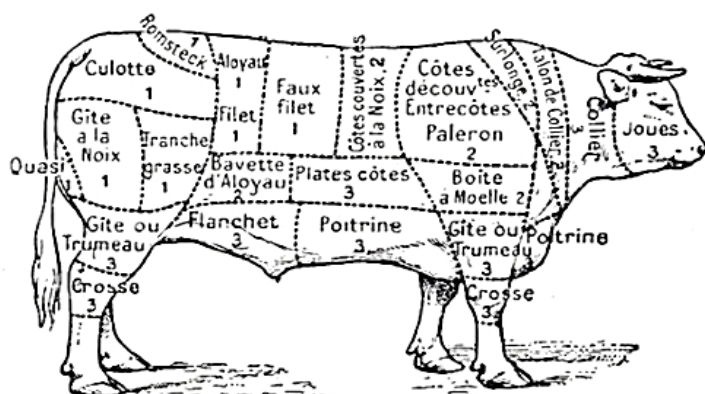 Romsteck
1
Culotte
1
Aloyau
1
Filet
1
Faux
filet
1
Côtes couvertes
à la Noix. 2
Côtes
découvtes
Entrecôtes
Paleron
2
Surlonge. 2
Talon de Collier. 2
Collier
3
Joues
3
Gîte
a la
Noix
1
Tranche
grasse
1
Quasi
1
Bavette
d'Aloyau
2
Plates côtes
3
Boîte
à Moelle 2
Gîte ou
Trumeau
3
Flanchet
3
Poitrine
3
Gîte ou
Trumeau
3
Poitrine
3
Crosse
3
Crosse
3